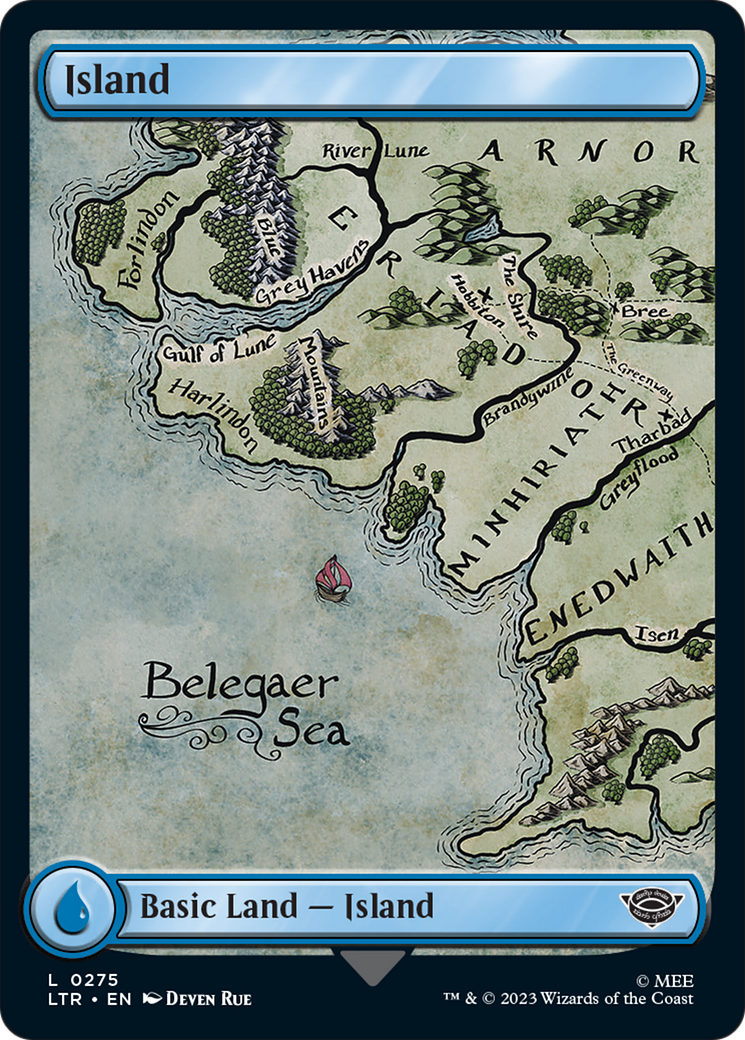 Island
River Lune
ARNOR
Forlindon
Blue
Mountains
Grey Havens
ERIADOR
The Shire
Hobbiton
Bree
Gulf of Lune
The Greenway
Harlindon
Brandywine
Tharbad
MINHIRIATH
Greyflood
ENEDWAITH
Isen
Belegaer
Sea
Basic Land — Island
L 0275
LTR • EN Deven Rue
© MEE
™ & © 2023 Wizards of the Coast